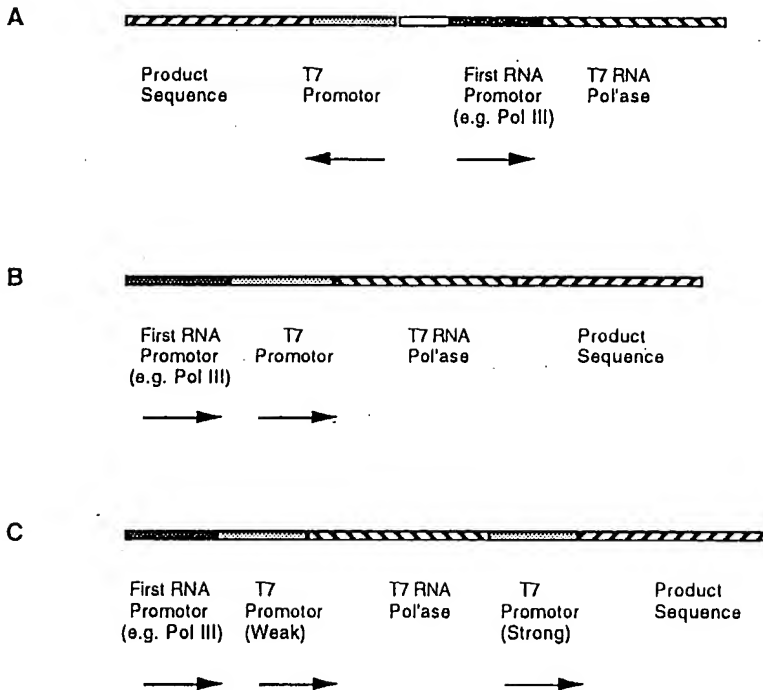 A
Product
Sequence
T7
Promotor
First RNA
Promotor
(e.g. Pol III)
T7 RNA
Pol'ase
B
First RNA
Promotor
(e.g. Pol III)
T7
Promotor
T7 RNA
Pol'ase
Product
Sequence
C
First RNA
Promotor
(e.g. Pol III)
T7
Promotor
(Weak)
T7 RNA
Pol'ase
T7
Promotor
(Strong)
Product
Sequence